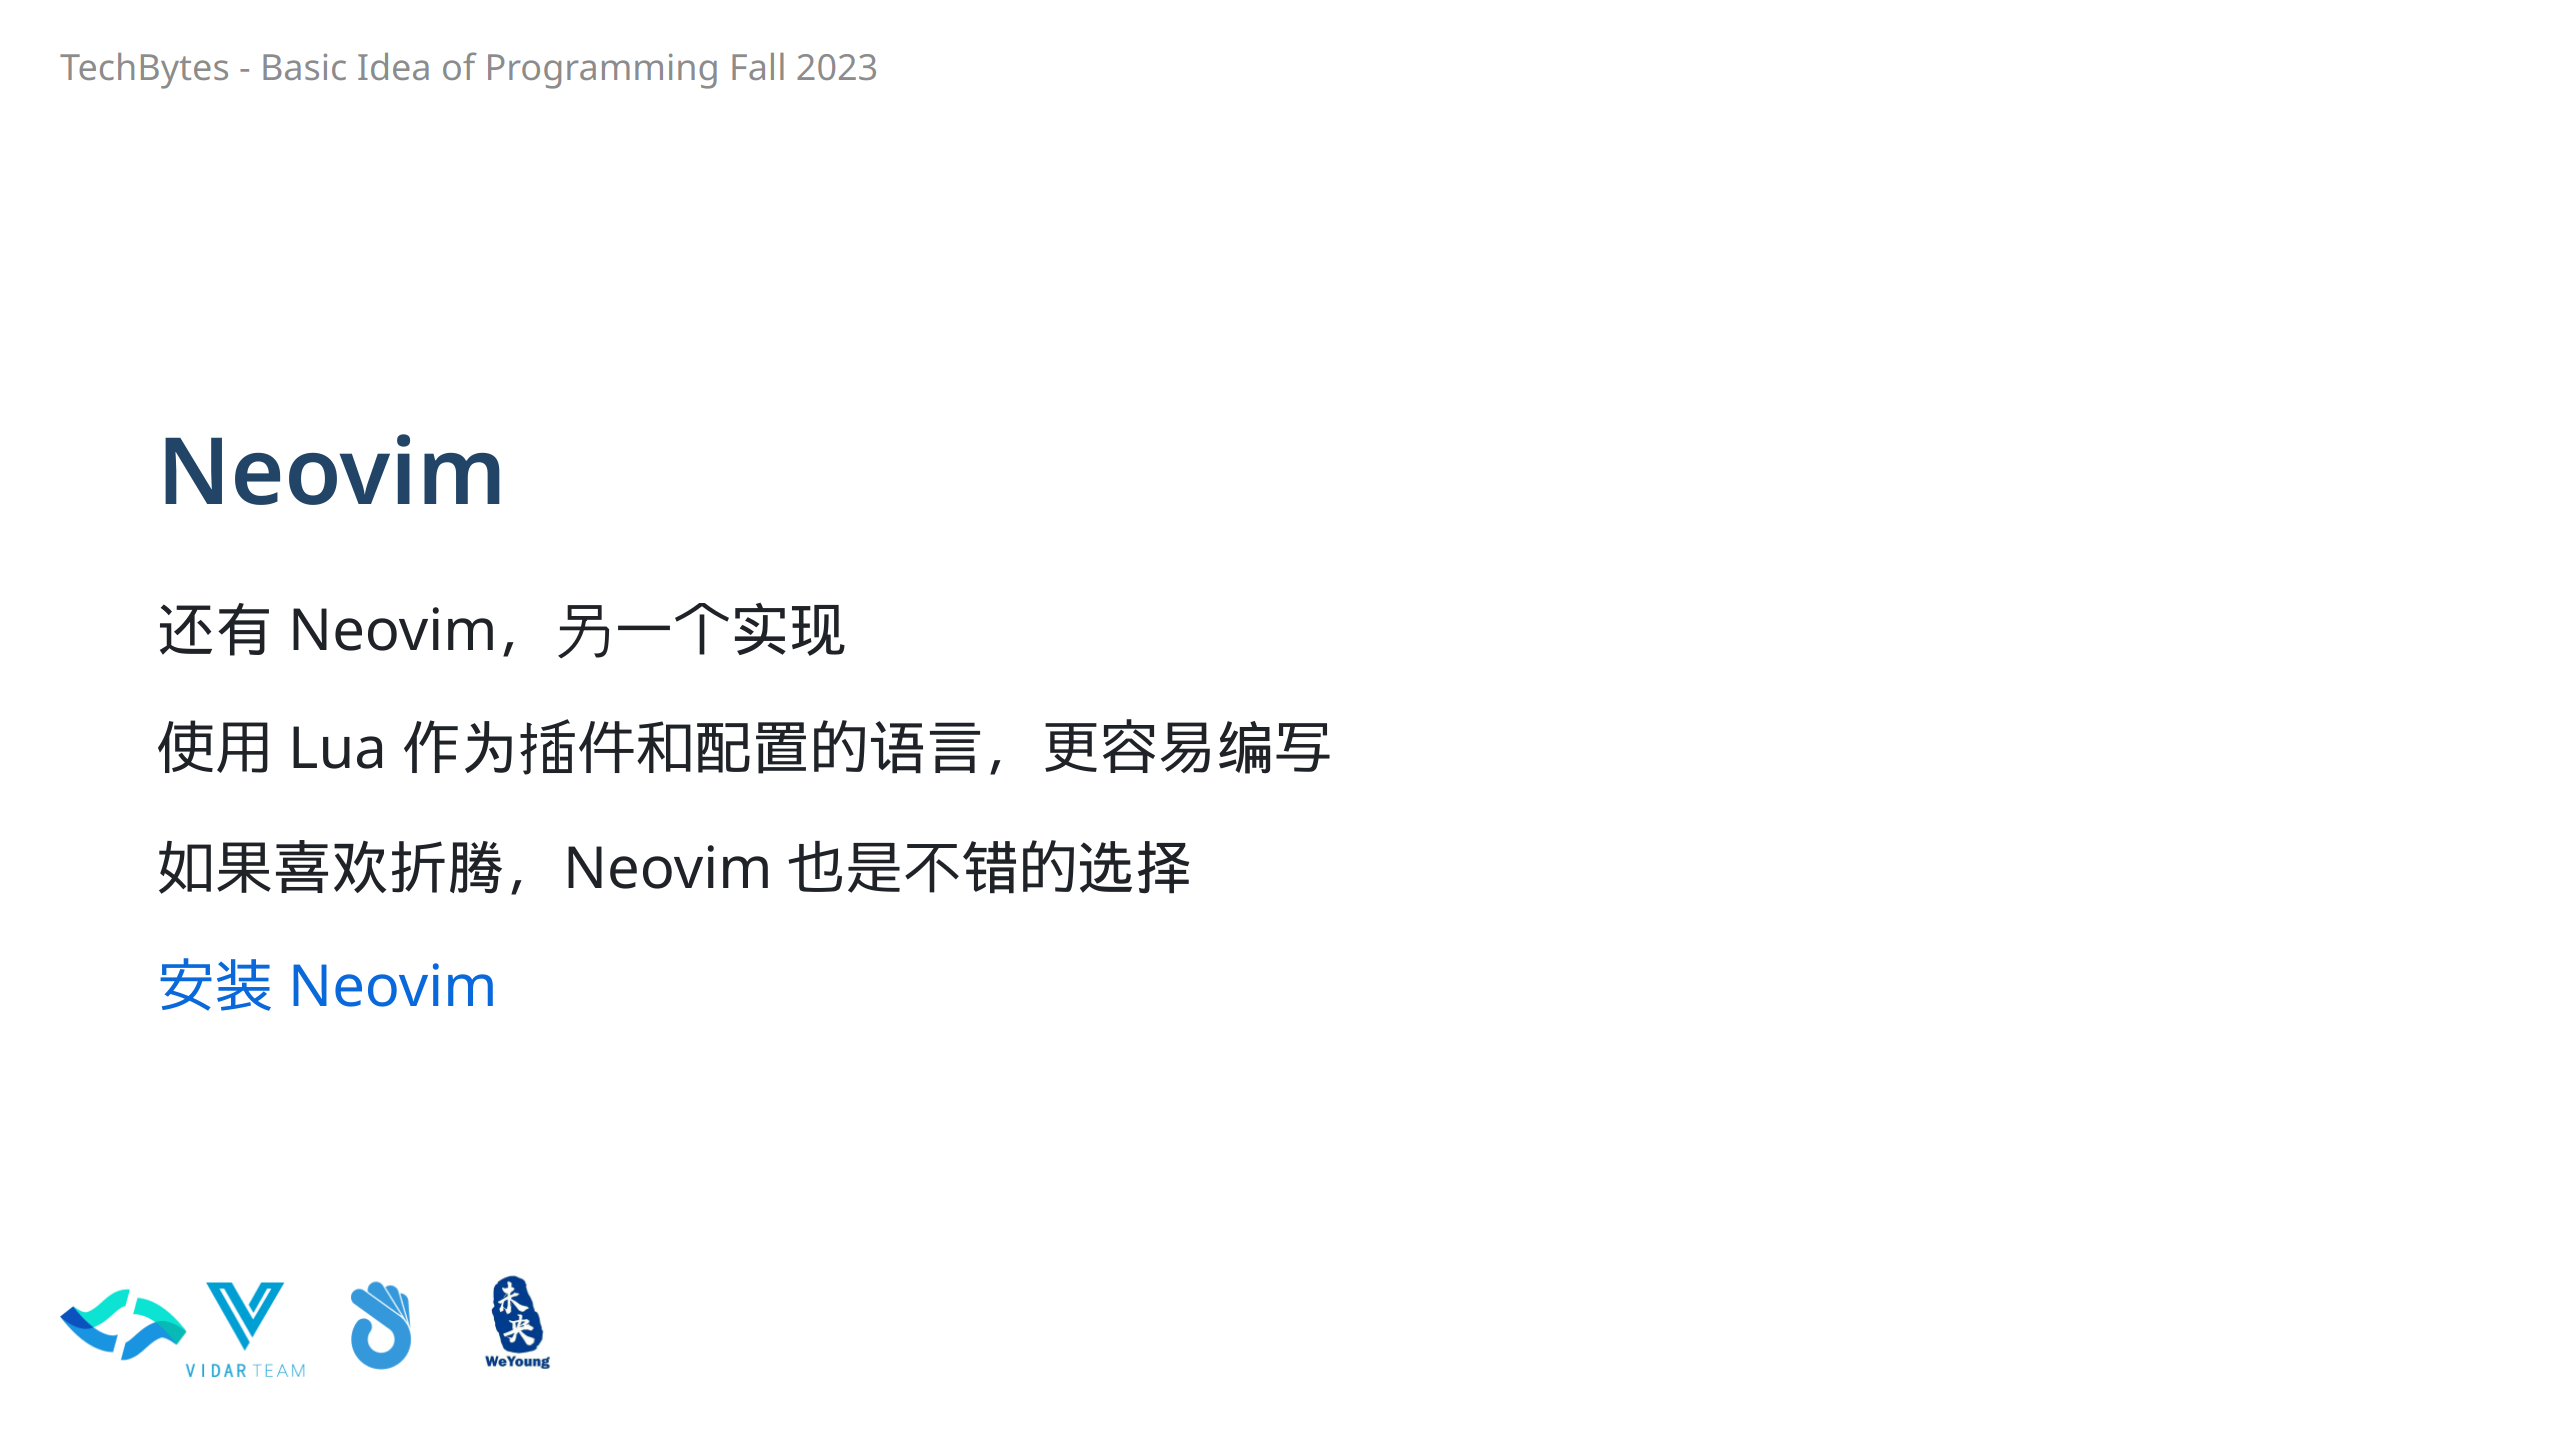 TechBytes - Basic Idea of Programming Fall 2023
Neovim
还有 Neovim，另一个实现
使用 Lua 作为插件和配置的语言，更容易编写
如果喜欢折腾，Neovim 也是不错的选择
安装 Neovim
VIDAR TEAM
未央
WeYoung